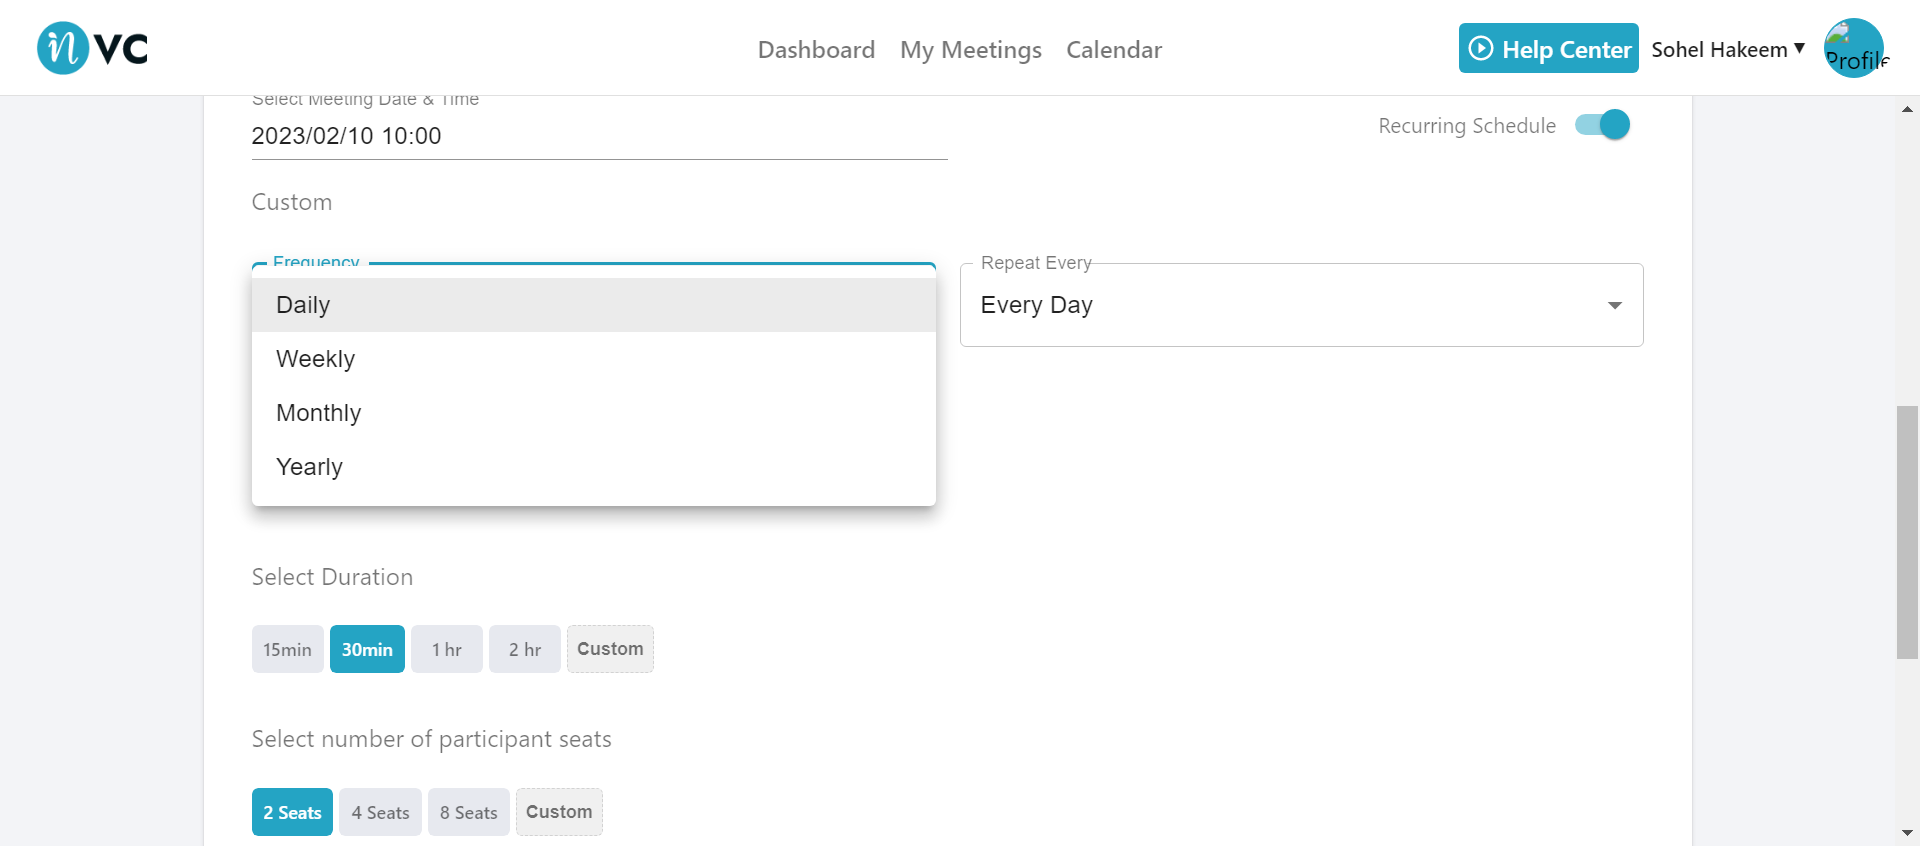 n VC
Dashboard My Meetings Calendar
Help Center Sohel Hakeem ▼ Profile
Select Meeting Date & Time
2023/02/10 10:00
Recurring Schedule
Custom
Frequency
Repeat Every
Daily
Every Day
Weekly
Monthly
Yearly
Select Duration
15min 30min 1 hr 2 hr Custom
Select number of participant seats
2 Seats 4 Seats 8 Seats Custom